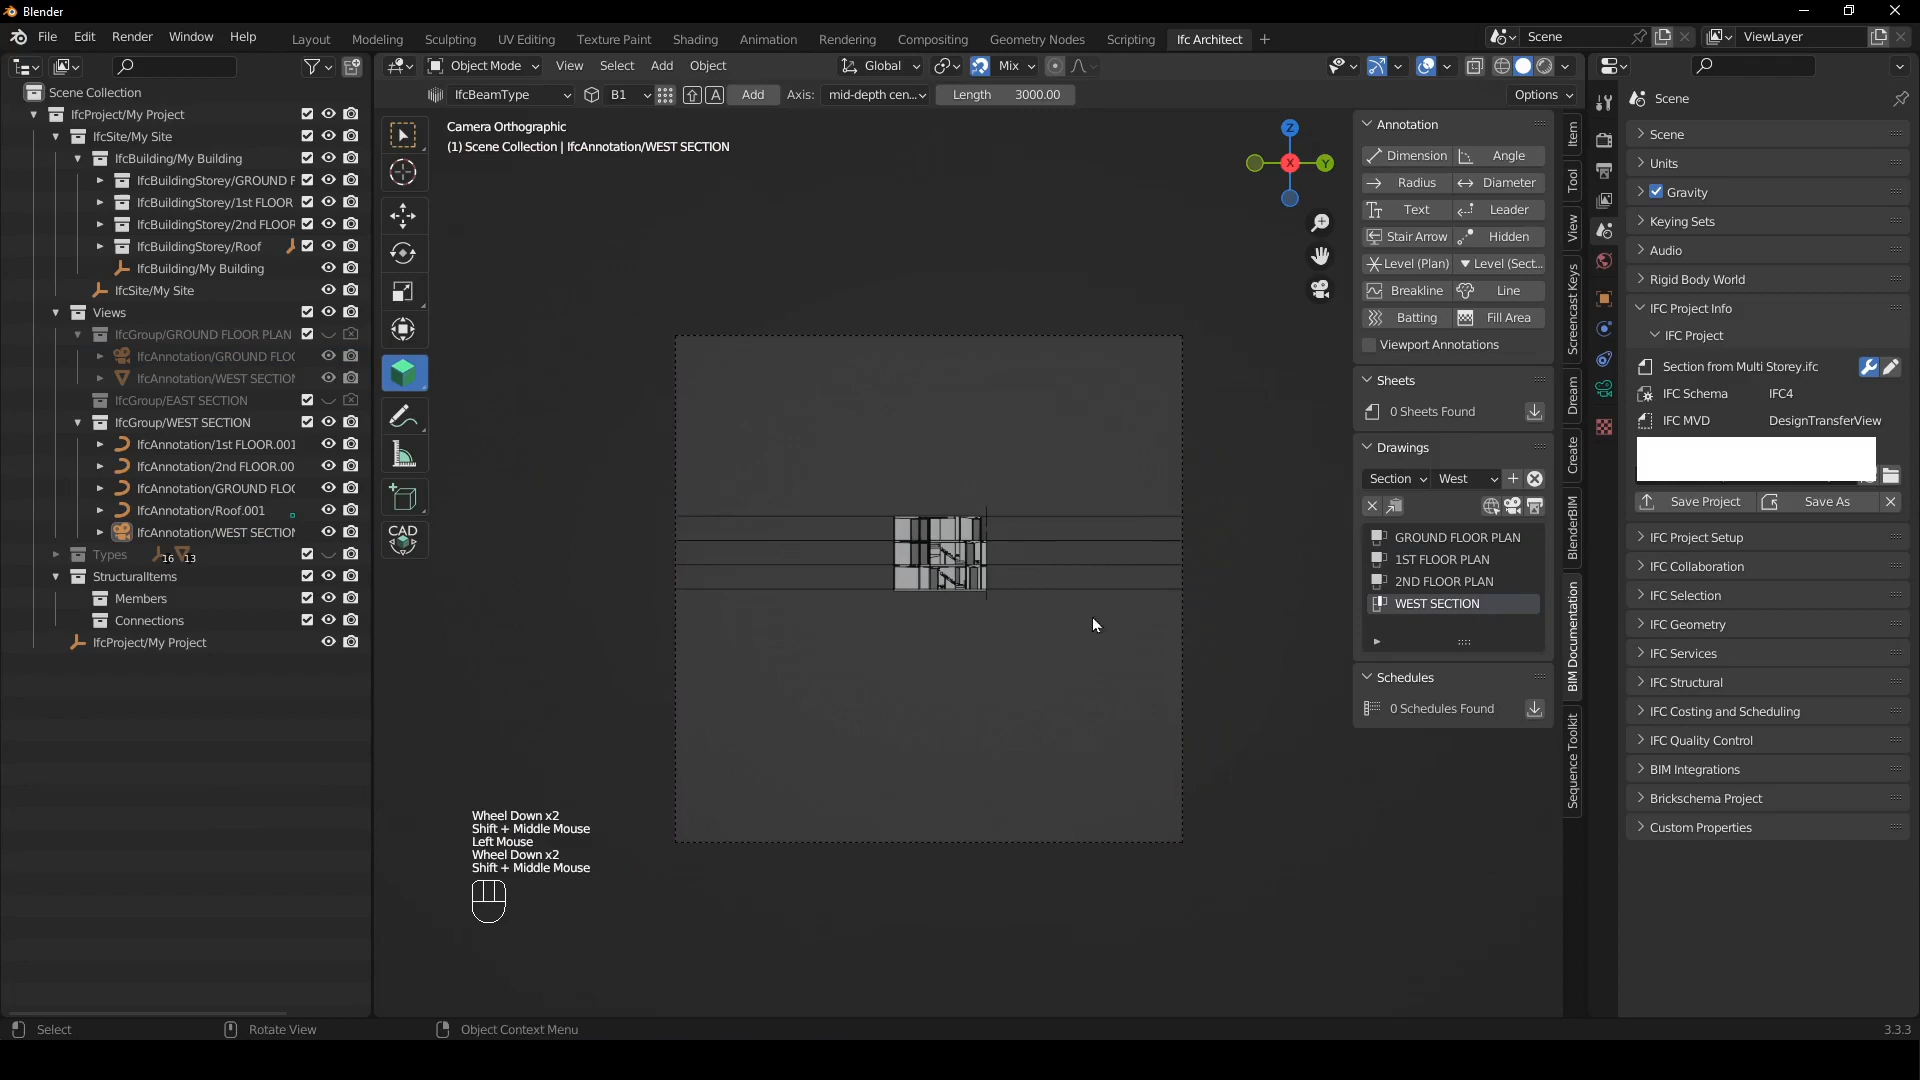 Blender
File Edit Render Window Help
Layout Modeling Sculpting UV Editing Texture Paint Shading Animation Rendering Compositing Geometry Nodes Scripting Ifc Architect
Scene
ViewLayer
Object Mode View Select Add Object
Global
Mix
IfcBeamType
B1
Add
Axis: mid-depth cen...
Length 3000.00
Options
Scene Collection
IfcProject/My Project
IfcSite/My Site
IfcBuilding/My Building
IfcBuildingStorey/GROUND F
IfcBuildingStorey/1st FLOOR
IfcBuildingStorey/2nd FLOOR
IfcBuildingStorey/Roof
IfcBuilding/My Building
IfcSite/My Site
Views
IfcGroup/GROUND FLOOR PLAN
IfcAnnotation/GROUND FLOO
IfcAnnotation/WEST SECTION
IfcGroup/EAST SECTION
IfcGroup/WEST SECTION
IfcAnnotation/1st FLOOR.001
IfcAnnotation/2nd FLOOR.00
IfcAnnotation/GROUND FLOO
IfcAnnotation/Roof.001
IfcAnnotation/WEST SECTION
Types 16 13
StructuralItems
Members
Connections
IfcProject/My Project
Camera Orthographic
(1) Scene Collection | IfcAnnotation/WEST SECTION
Z
X
Y
CAD
Wheel Down x2
Shift + Middle Mouse
Left Mouse
Wheel Down x2
Shift + Middle Mouse
Annotation
Dimension Angle
Radius Diameter
Text Leader
Stair Arrow Hidden
Level (Plan) Level (Sect...
Breakline Line
Batting Fill Area
Viewport Annotations
Sheets
0 Sheets Found
Drawings
Section West
GROUND FLOOR PLAN
1ST FLOOR PLAN
2ND FLOOR PLAN
WEST SECTION
Schedules
0 Schedules Found
Item
Tool
View
Screencast Keys
Dream
Create
BlenderBIM
BIM Documentation
Sequence Toolkit
Scene
Scene
Units
Gravity
Keying Sets
Audio
Rigid Body World
IFC Project Info
IFC Project
Section from Multi Storey.ifc
IFC Schema IFC4
IFC MVD DesignTransferView
Save Project Save As
IFC Project Setup
IFC Collaboration
IFC Selection
IFC Geometry
IFC Services
IFC Structural
IFC Costing and Scheduling
IFC Quality Control
BIM Integrations
Brickschema Project
Custom Properties
Select
Rotate View
Object Context Menu
3.3.3